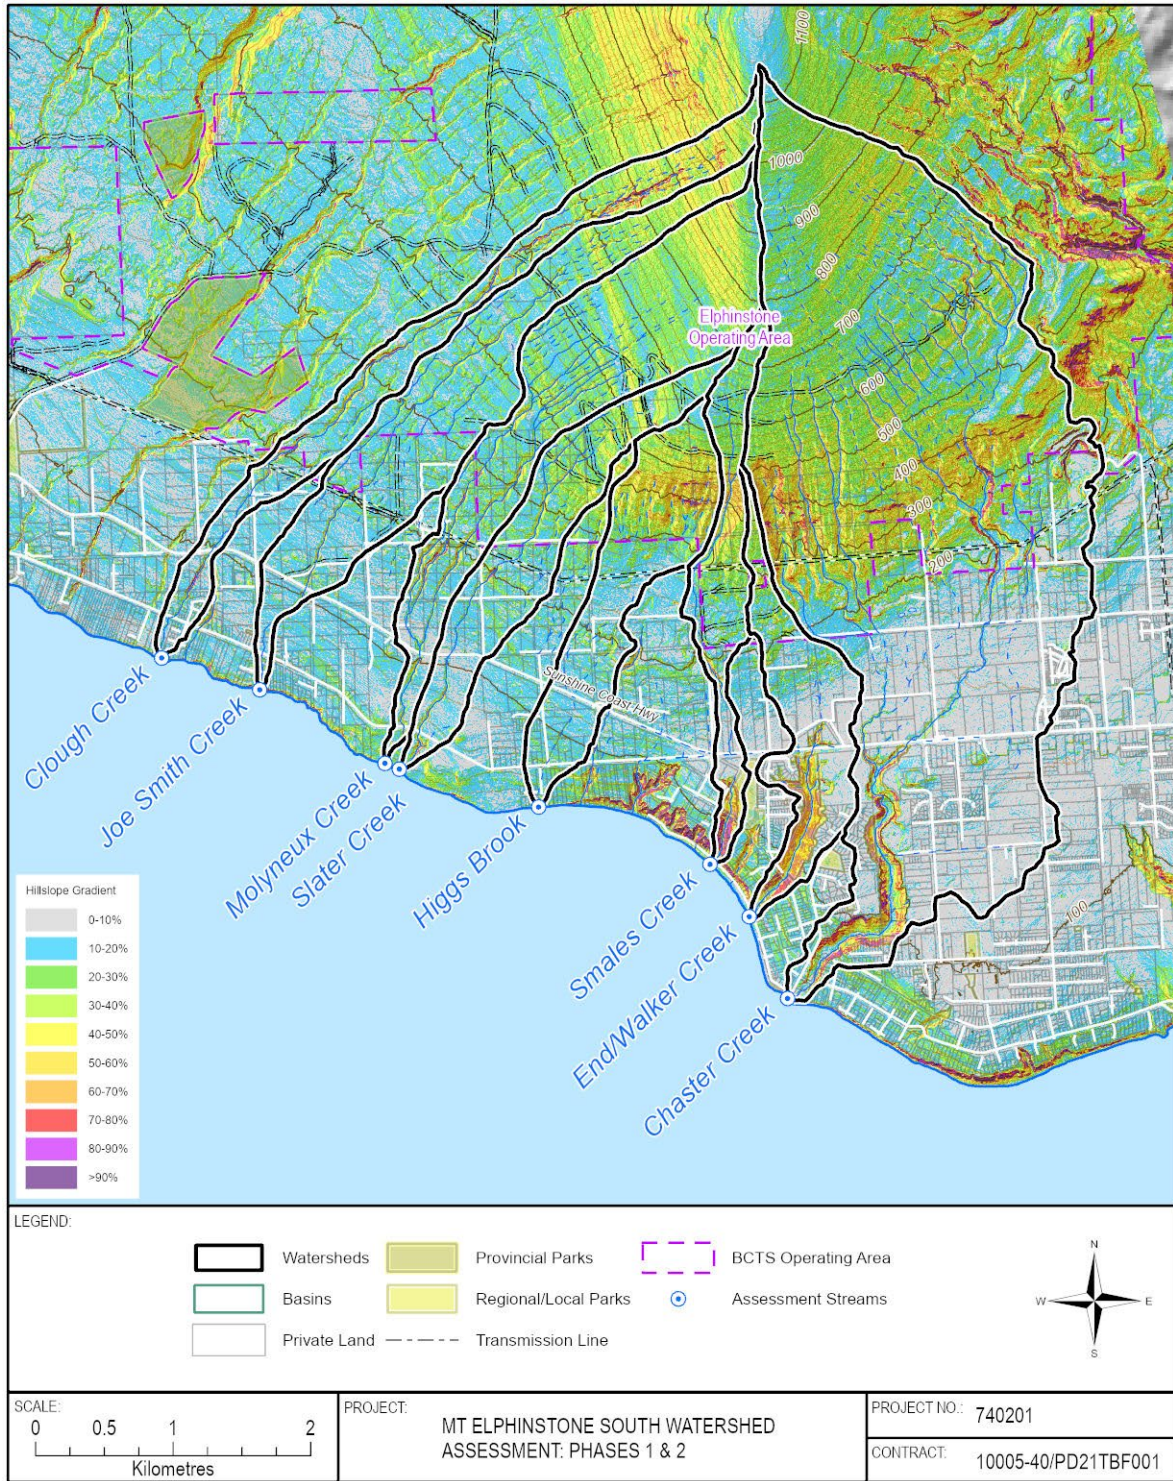 1100
1000
900
800
Elphinstone
Operating Area
700
600
500
400
300
200
Sunshine Coast Hwy
100
Clough Creek
Joe Smith Creek
Molyneux Creek
Slater Creek
Higgs Brook
Smales Creek
End/Walker Creek
Chaster Creek
Hillslope Gradient
0-10%
10-20%
20-30%
30-40%
40-50%
50-60%
60-70%
70-80%
80-90%
>90%
LEGEND:
Watersheds
Provincial Parks
BCTS Operating Area
Basins
Regional/Local Parks
Assessment Streams
Private Land
Transmission Line
N
W
E
S
SCALE:
0 0.5 1 2
Kilometres
PROJECT:
MT ELPHINSTONE SOUTH WATERSHED
ASSESSMENT: PHASES 1 & 2
PROJECT NO.: 740201
CONTRACT: 10005-40/PD21TBF001